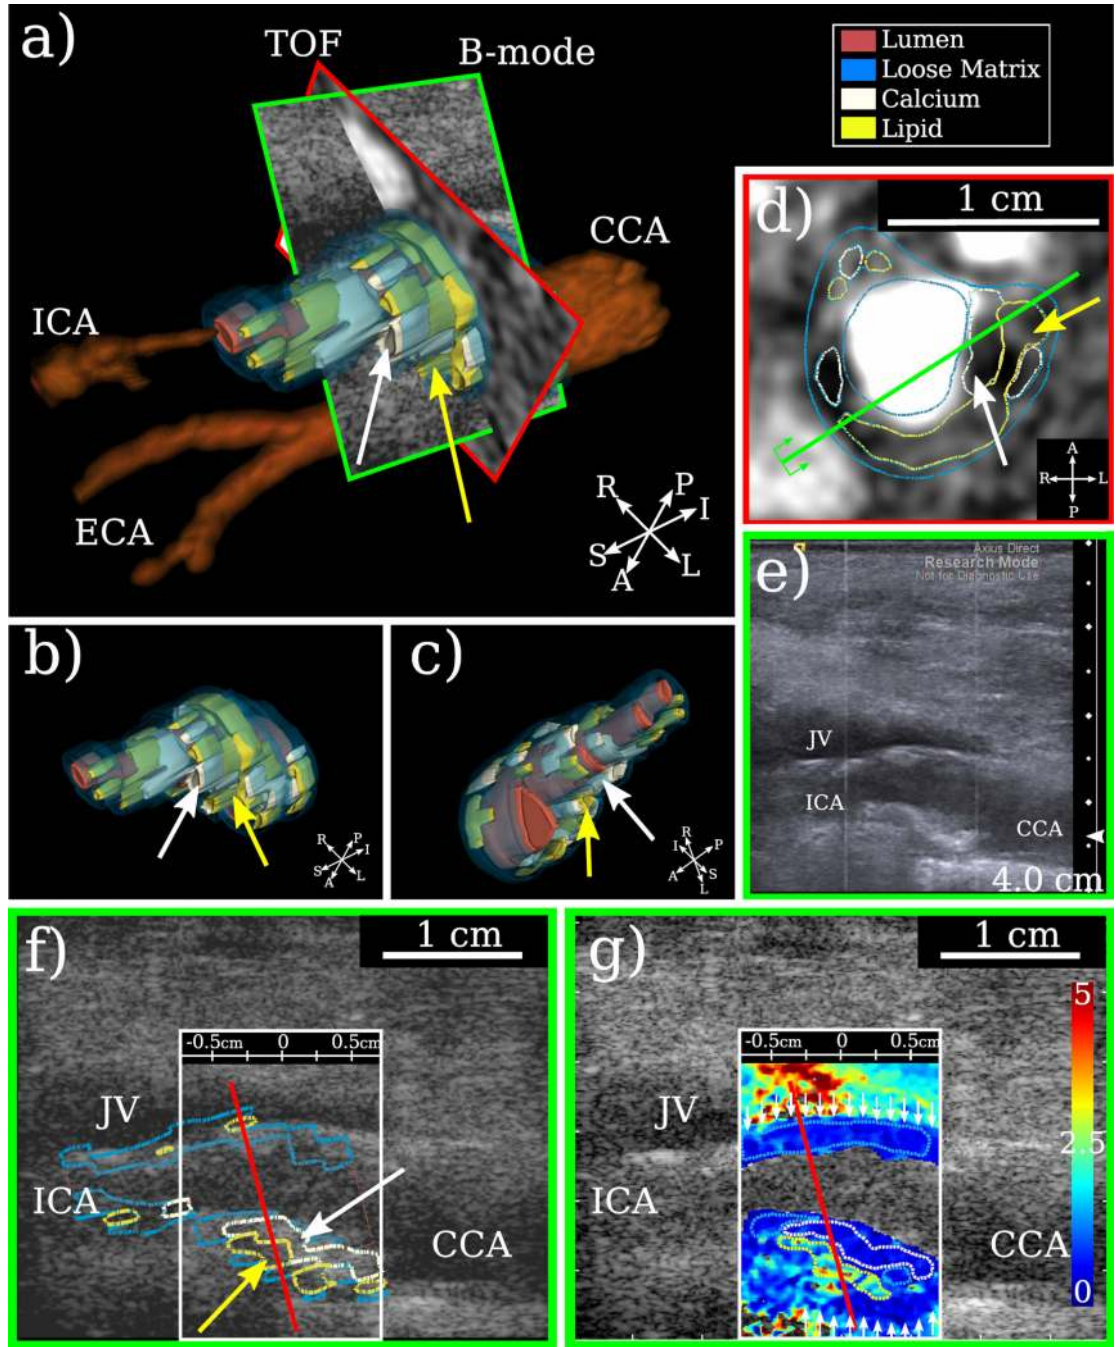 a)
TOF
B-mode
CCA
ICA
ECA
R
P
I
S
A
L
Lumen
Loose Matrix
Calcium
Lipid
d)
1 cm
A
R
L
P
b)
R
P
I
S
A
L
c)
R
I
P
A
S
L
e)
Axius Direct
Research Mode
Not for Diagnostic Use
JV
ICA
CCA
4.0 cm
f)
1 cm
-0.5cm 0 0.5cm
JV
ICA
CCA
g)
1 cm
-0.5cm 0 0.5cm
JV
ICA
CCA
5
2.5
0